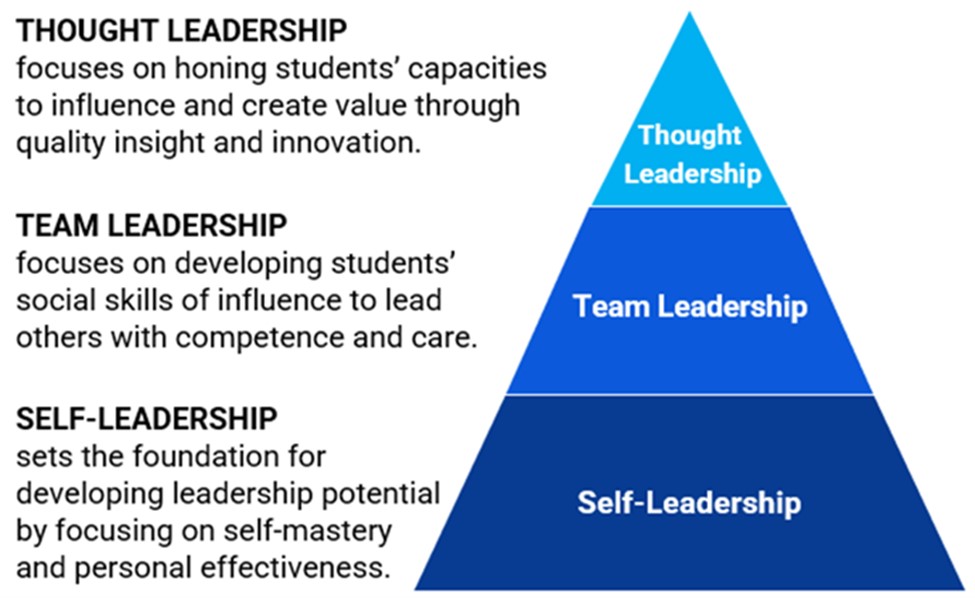 THOUGHT LEADERSHIP
focuses on honing students’ capacities
to influence and create value through
quality insight and innovation.
Thought
Leadership
TEAM LEADERSHIP
focuses on developing students’
social skills of influence to lead
others with competence and care.
Team Leadership
SELF-LEADERSHIP
sets the foundation for
developing leadership potential
by focusing on self-mastery
and personal effectiveness.
Self-Leadership